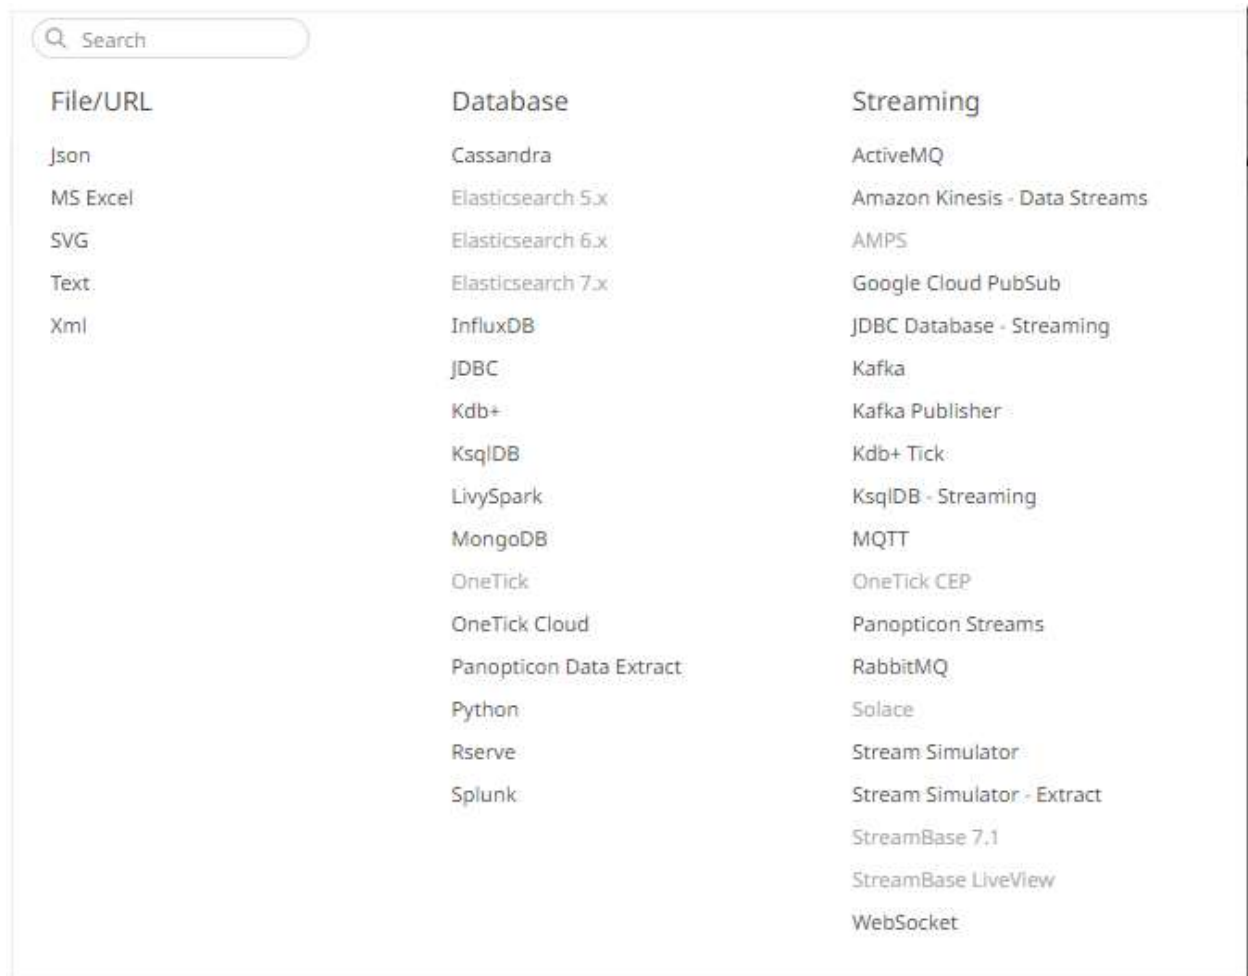 Search
File/URL
Json
MS Excel
SVG
Text
Xml
Database
Cassandra
Elasticsearch 5.x
Elasticsearch 6.x
Elasticsearch 7.x
InfluxDB
JDBC
Kdb+
KsqlDB
LivySpark
MongoDB
OneTick
OneTick Cloud
Panopticon Data Extract
Python
Rserve
Splunk
Streaming
ActiveMQ
Amazon Kinesis - Data Streams
AMPS
Google Cloud PubSub
JDBC Database - Streaming
Kafka
Kafka Publisher
Kdb+ Tick
KsqlDB - Streaming
MQTT
OneTick CEP
Panopticon Streams
RabbitMQ
Solace
Stream Simulator
Stream Simulator - Extract
StreamBase 7.1
StreamBase LiveView
WebSocket